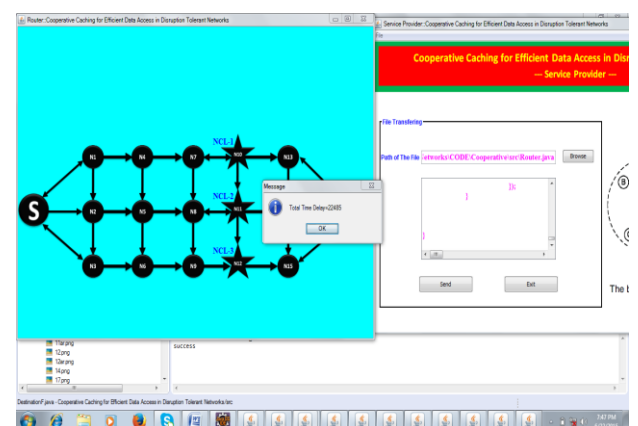 Router::Cooperative Caching for Efficient Data Access in Disruption Tolerant Networks
Service Provider::Cooperative Caching for Efficient Data Access in Disruption Tolerant Networks
File
Cooperative Caching for Efficient Data Access in Disr
--- Service Provider ---
NCL-1
N1
N4
N7
N10
N13
NCL-2
S
N2
N5
N8
N11
NCL-3
N3
N6
N9
N12
N15
Message
Total Time Delay=22485
OK
File Transfering
Path of The File
etworks\CODE\Cooperative\src\Router.java
Browse
});
}
}
Send
Exit
B
The b
11ar.png
12.png
13ar.png
14.png
17.png
success
DestinationF.java - Cooperative Caching for Efficient Data Access in Disruption Tolerant Networks/src
7:47 PM